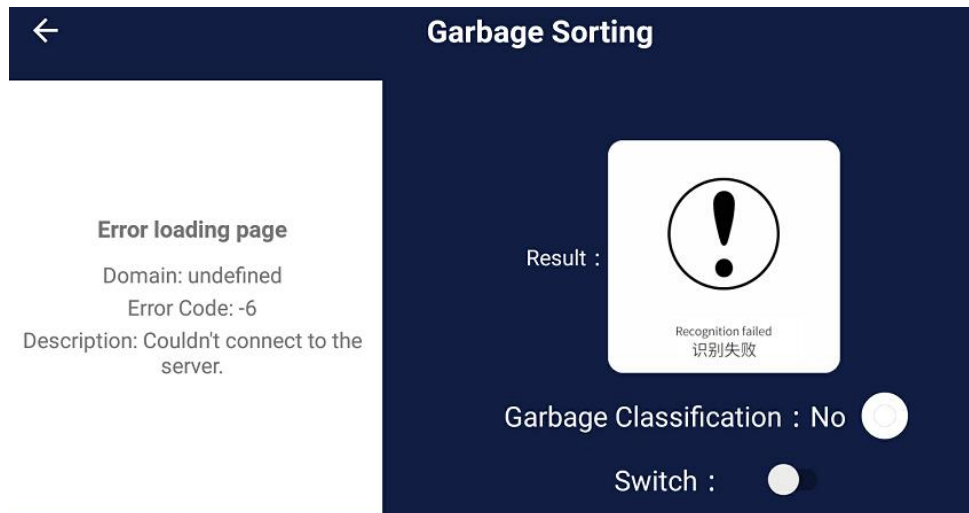 Garbage Sorting
Error loading page
Domain: undefined
Error Code: -6
Description: Couldn't connect to the
server.
Result：
Recognition failed
识别失败
Garbage Classification：No
Switch：